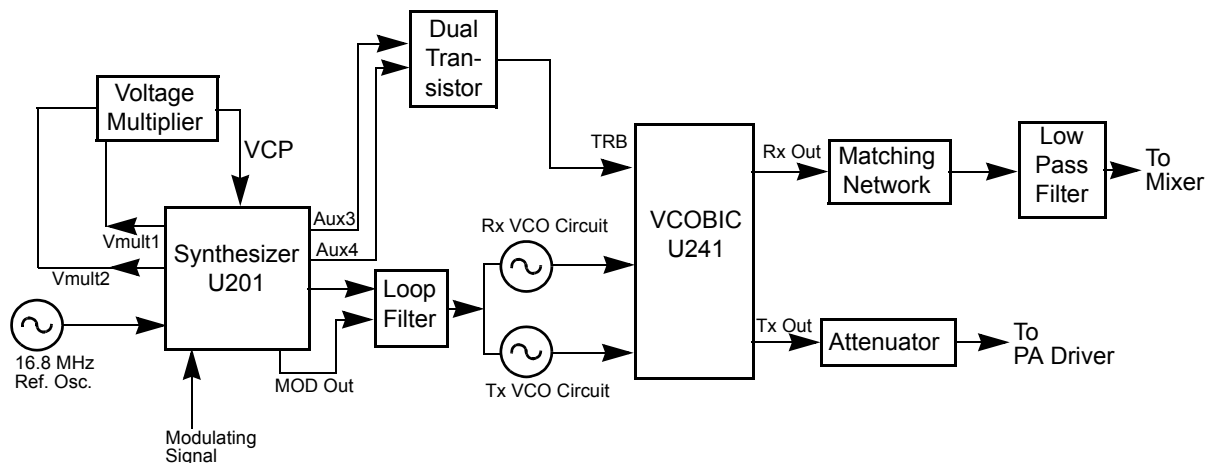 Dual
Tran-
sistor
Voltage
Multiplier
VCP
TRB
Rx Out
Matching
Network
Low
Pass
Filter
To
Mixer
Vmult1
Vmult2
Synthesizer
U201
Aux3
Aux4
Rx VCO Circuit
VCOBIC
U241
Loop
Filter
16.8 MHz
Ref. Osc.
MOD Out
Tx VCO Circuit
Tx Out
Attenuator
To
PA Driver
Modulating
Signal